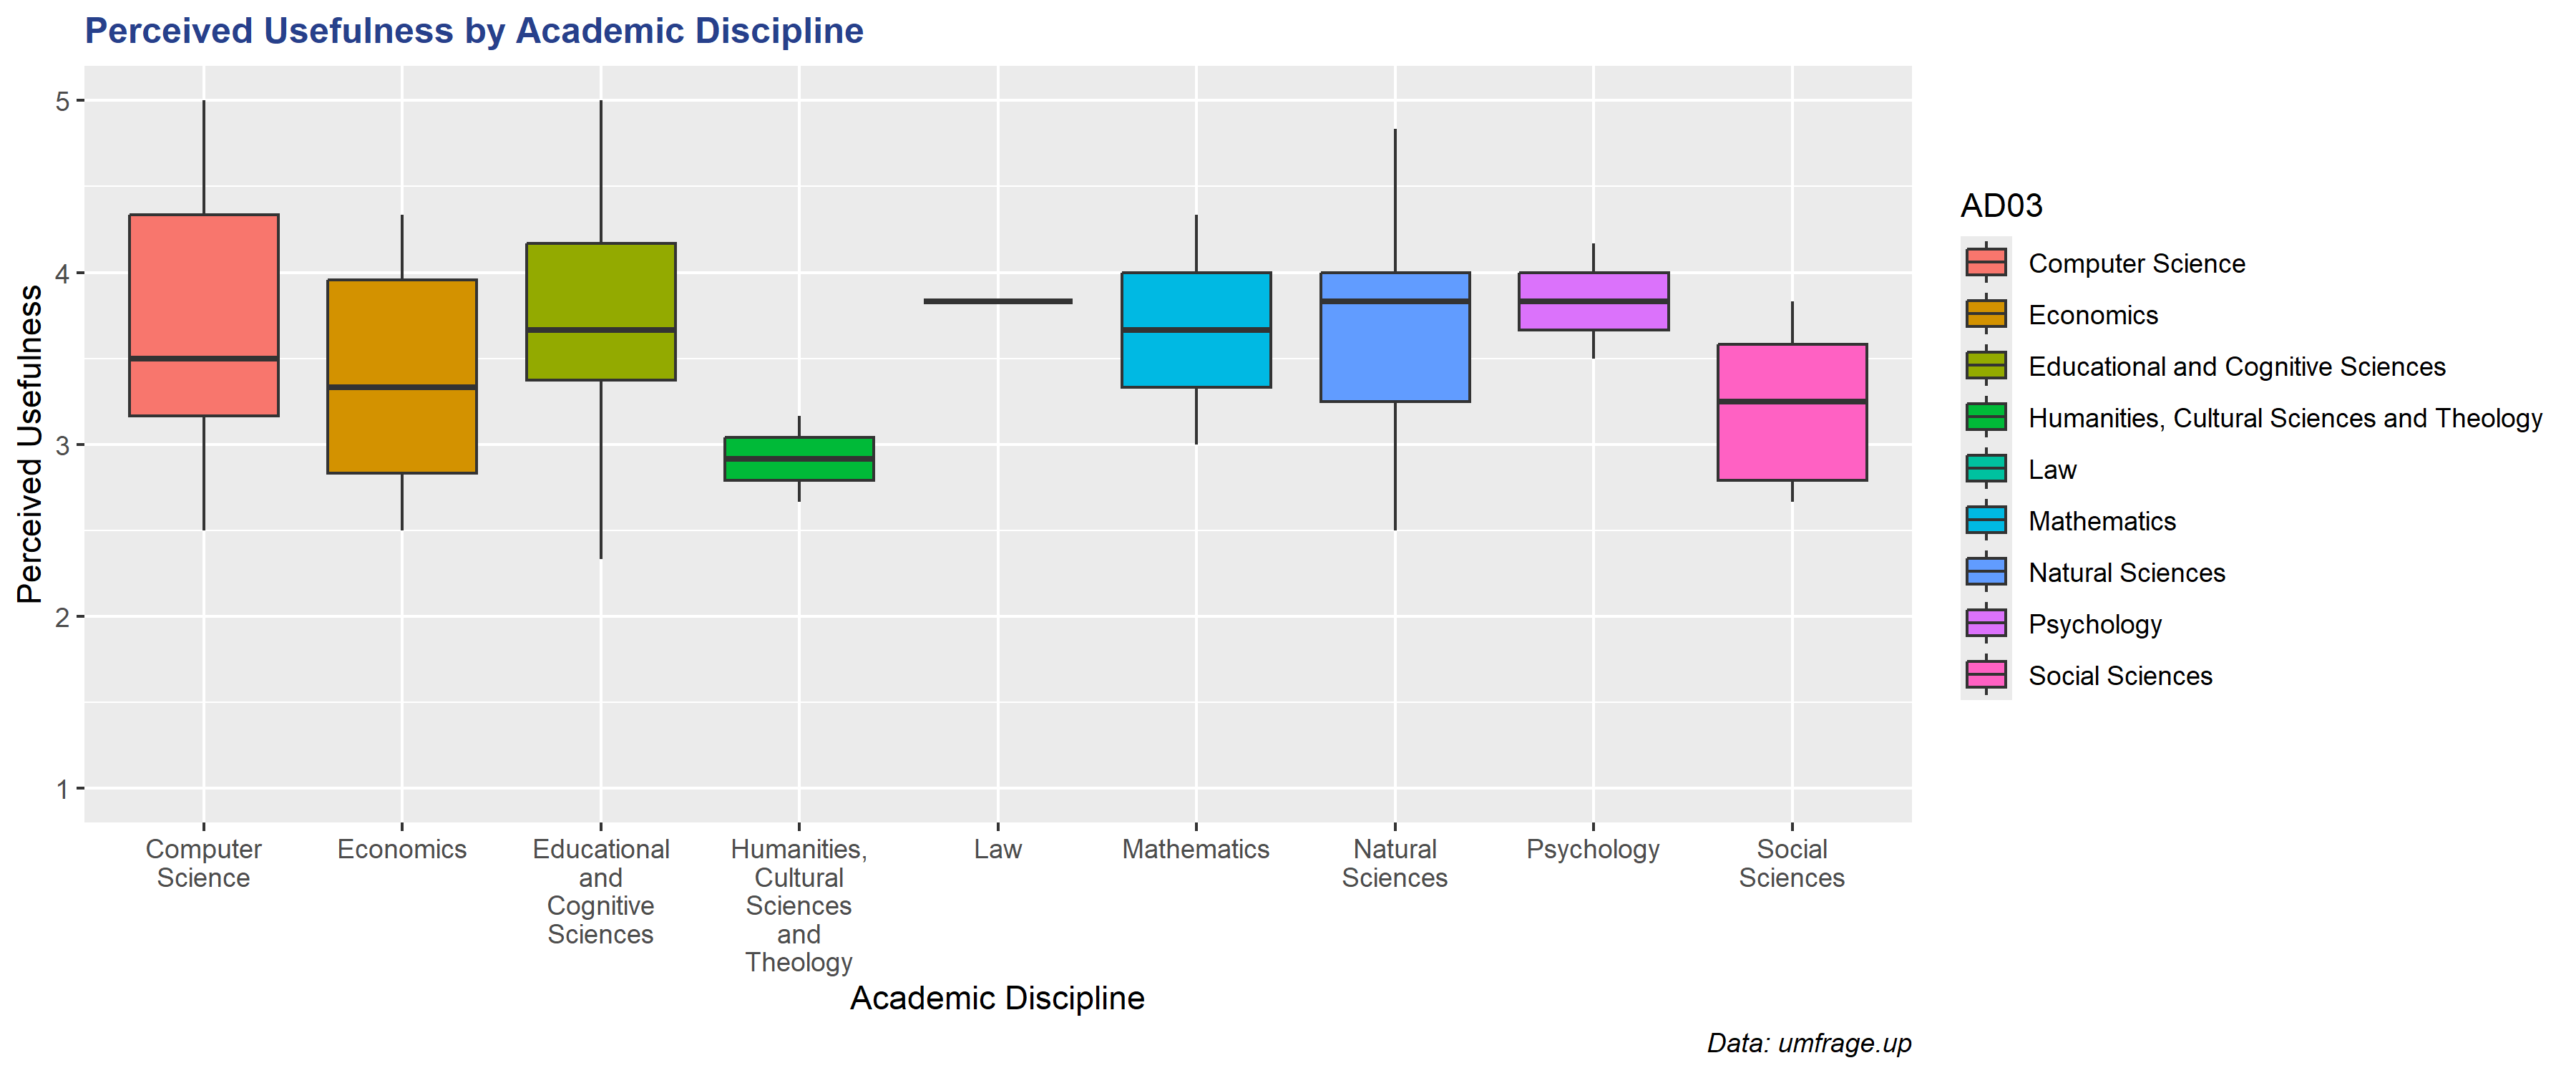 Perceived Usefulness by Academic Discipline
Perceived Usefulness
5
4
3
2
1
Computer
Science
Economics
Educational
and
Cognitive
Sciences
Humanities,
Cultural
Sciences
and
Theology
Law
Mathematics
Natural
Sciences
Psychology
Social
Sciences
Academic Discipline
AD03
Computer Science
Economics
Educational and Cognitive Sciences
Humanities, Cultural Sciences and Theology
Law
Mathematics
Natural Sciences
Psychology
Social Sciences
Data: umfrage.up